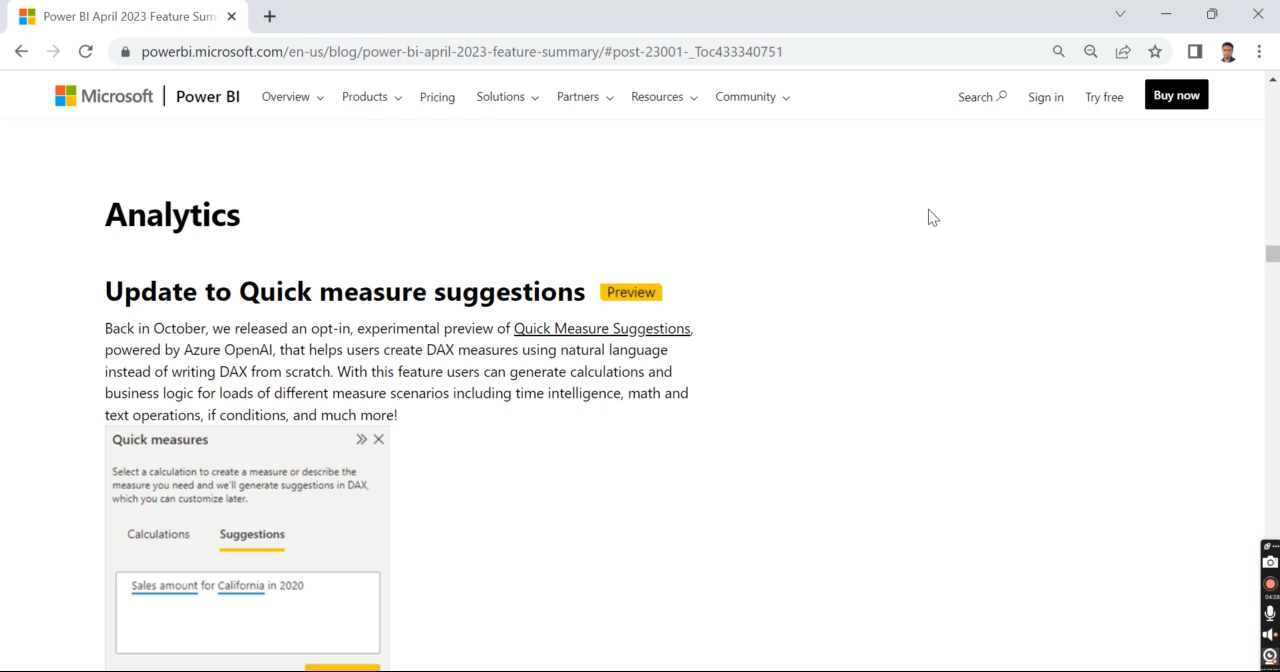 Power BI April 2023 Feature Sum
powerbi.microsoft.com/en-us/blog/power-bi-april-2023-feature-summary/#post-23001-_Toc433340751
Microsoft Power BI Overview Products Pricing Solutions Partners Resources Community Search Sign in Try free Buy now
Analytics
Update to Quick measure suggestions Preview
Back in October, we released an opt-in, experimental preview of Quick Measure Suggestions,
powered by Azure OpenAI, that helps users create DAX measures using natural language
instead of writing DAX from scratch. With this feature users can generate calculations and
business logic for loads of different measure scenarios including time intelligence, math and
text operations, if conditions, and much more!
Quick measures
Select a calculation to create a measure or describe the
measure you need and we'll generate suggestions in DAX,
which you can customize later.
Calculations Suggestions
Sales amount for California in 2020
04:28